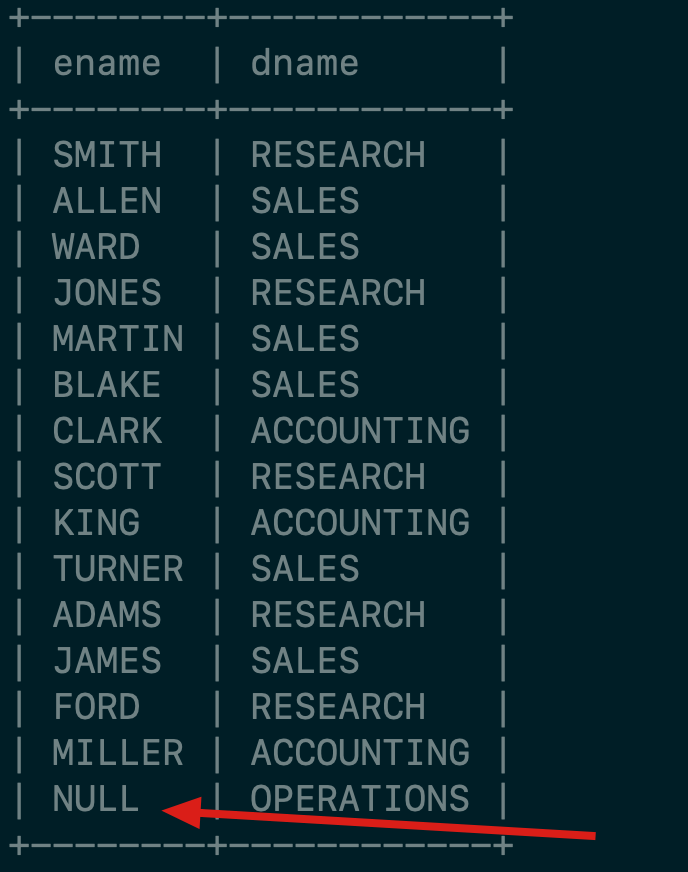 +---------+------------+
| ename   | dname      |
+---------+------------+
| SMITH   | RESEARCH   |
| ALLEN   | SALES      |
| WARD    | SALES      |
| JONES   | RESEARCH   |
| MARTIN  | SALES      |
| BLAKE   | SALES      |
| CLARK   | ACCOUNTING |
| SCOTT   | RESEARCH   |
| KING    | ACCOUNTING |
| TURNER  | SALES      |
| ADAMS   | RESEARCH   |
| JAMES   | SALES      |
| FORD    | RESEARCH   |
| MILLER  | ACCOUNTING |
| NULL    | OPERATIONS |
+---------+------------+